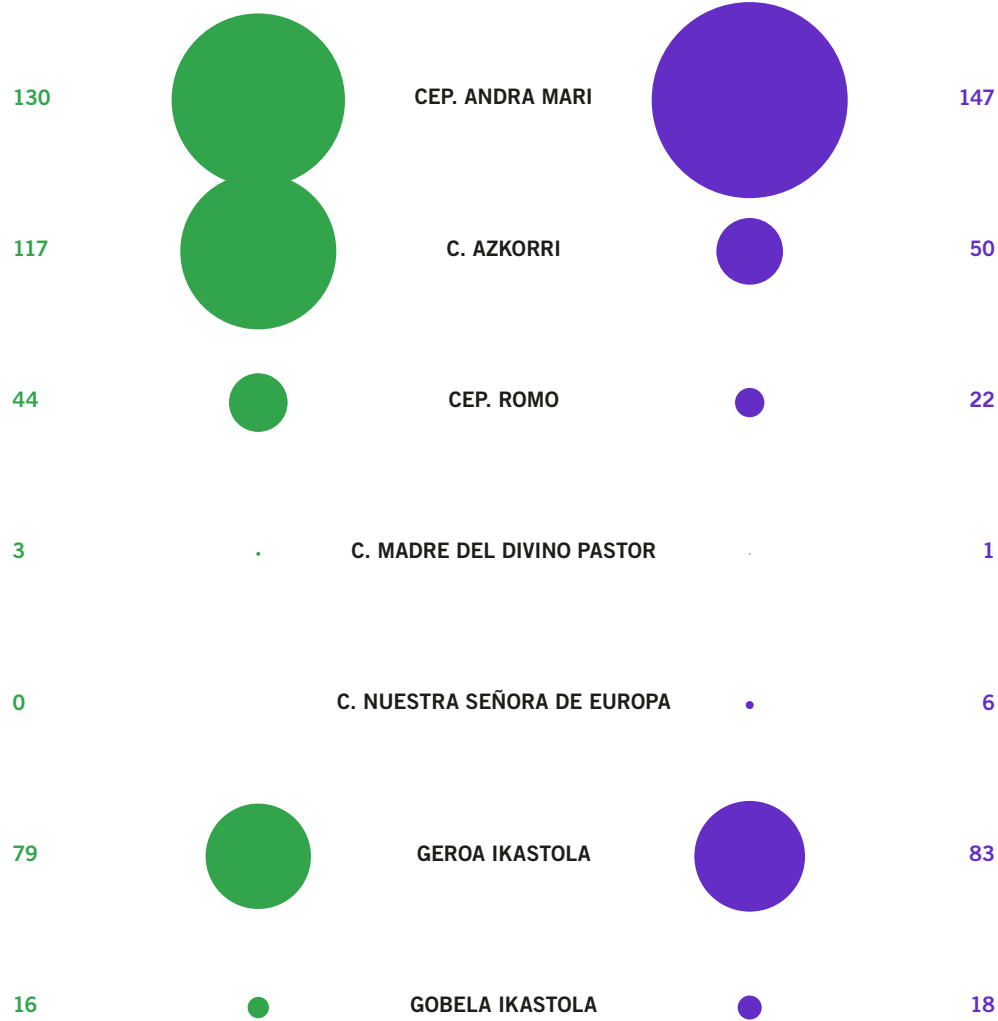 130 CEP. ANDRA MARI 147
117 C. AZKORRI 50
44 CEP. ROMO 22
3 C. MADRE DEL DIVINO PASTOR 1
0 C. NUESTRA SEÑORA DE EUROPA 6
79 GEROA IKASTOLA 83
16 GOBELA IKASTOLA 18